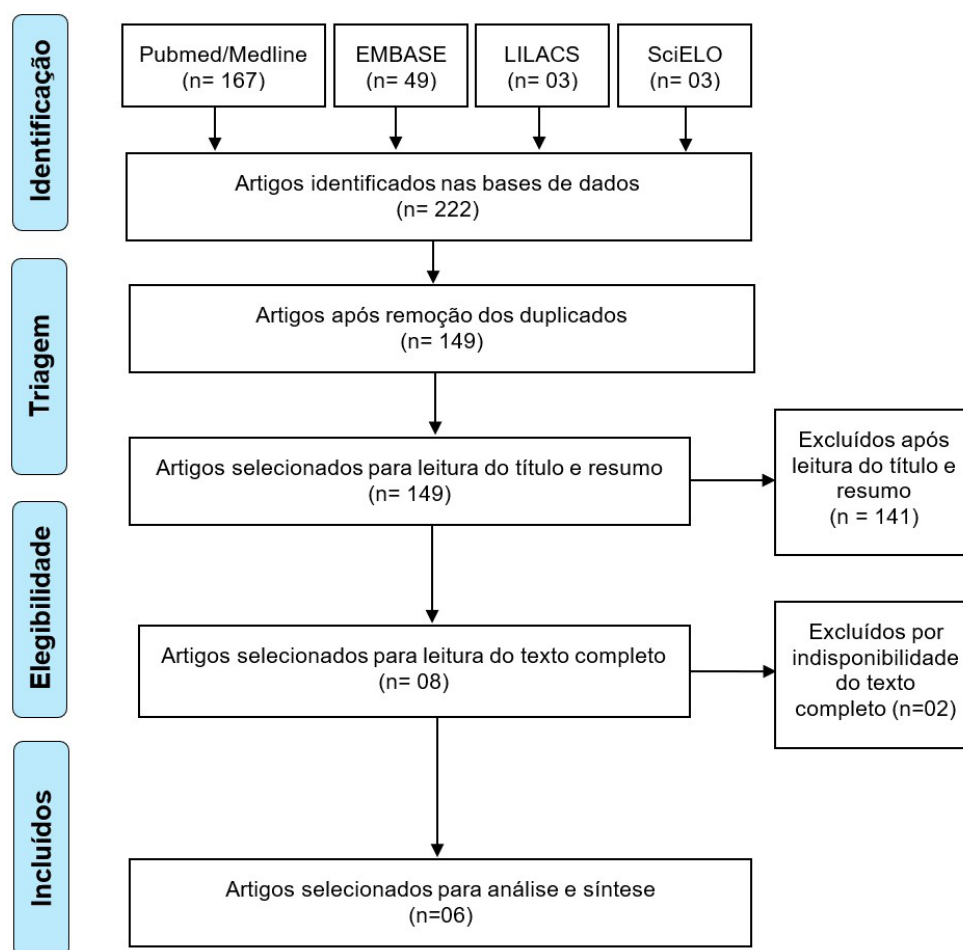 Identificação
Pubmed/Medline
(n= 167)
EMBASE
(n= 49)
LILACS
(n= 03)
SciELO
(n= 03)
Artigos identificados nas bases de dados
(n= 222)
Triagem
Artigos após remoção dos duplicados
(n= 149)
Artigos selecionados para leitura do título e resumo
(n= 149)
Excluídos após
leitura do título e
resumo
(n = 141)
Elegibilidade
Artigos selecionados para leitura do texto completo
(n= 08)
Excluídos por
indisponibilidade
do texto
completo (n=02)
Incluídos
Artigos selecionados para análise e síntese
(n=06)